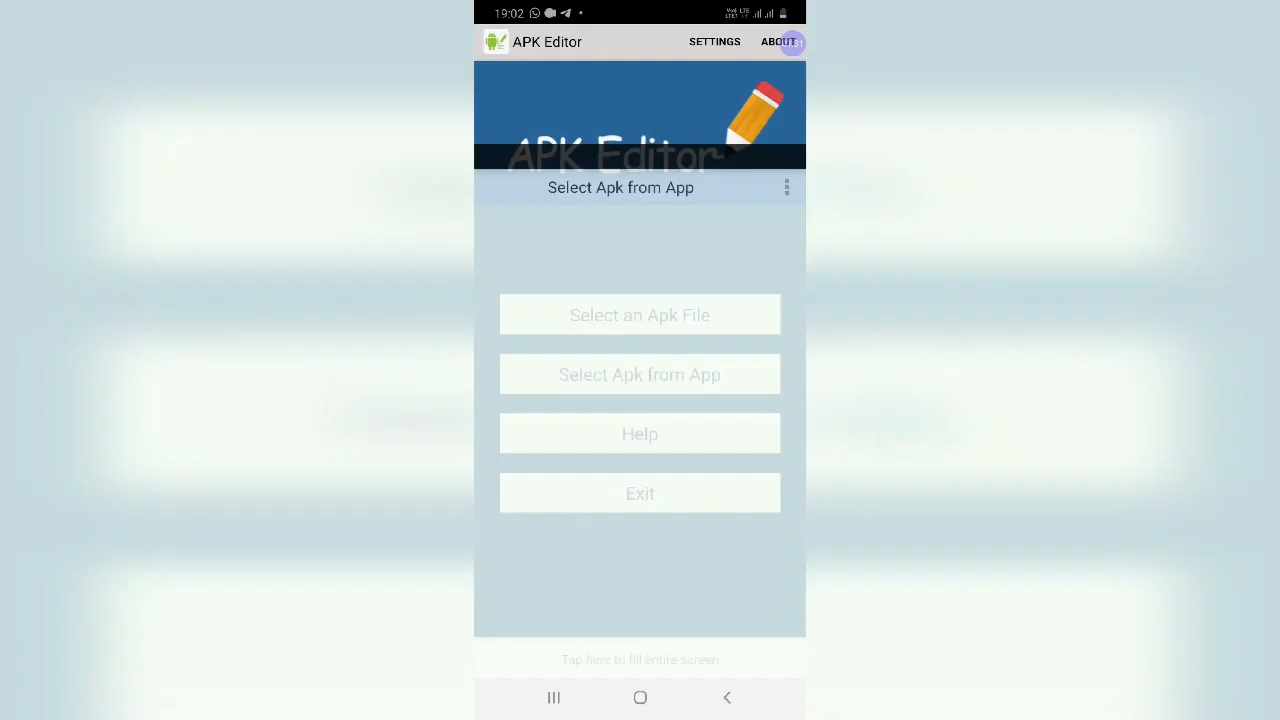 19:02
APK Editor SETTINGS ABOUT
APK Editor
Select Apk from App
Select an Apk File
Select Apk from App
Help
Exit
Tap here to fill entire screen